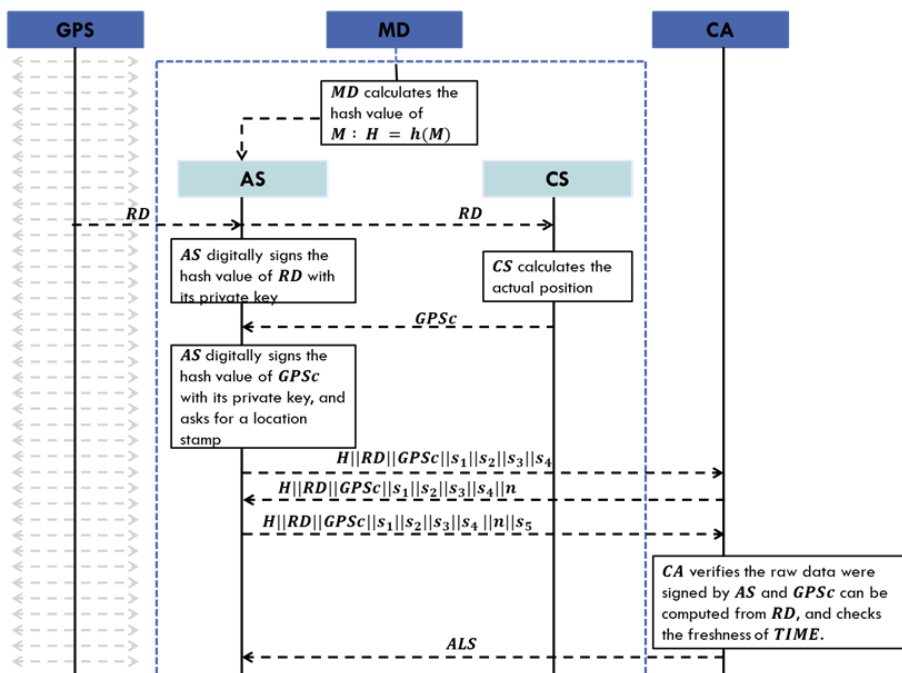 GPS
MD
CA
MD calculates the
hash value of
M : H = h(M)
AS
CS
RD
RD
AS digitally signs the
hash value of RD with
its private key
CS calculates the
actual position
GPSc
AS digitally signs the
hash value of GPSc
with its private key, and
asks for a location
stamp
H||RD||GPSc||s₁||s₂||s₃||s₄
H||RD||GPSc||s₁||s₂||s₃||s₄||n
H||RD||GPSc||s₁||s₂||s₃||s₄ ||n||s₅
CA verifies the raw data were
signed by AS and GPSc can be
computed from RD, and checks
the freshness of TIME.
ALS